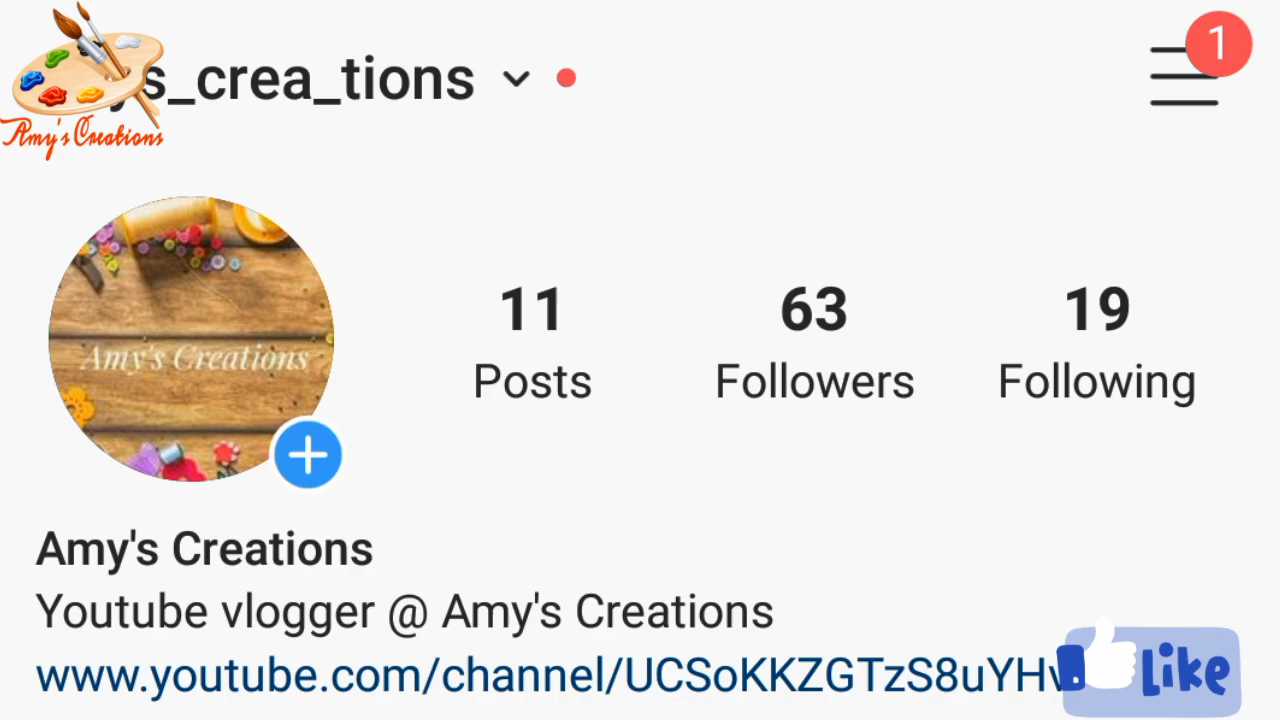 ys_crea_tions
1
Amy's Creations
Amy's Creations
11 63 19
Posts Followers Following
Amy's Creations
Youtube vlogger @ Amy's Creations
www.youtube.com/channel/UCSoKKZGTzS8uYH
Like